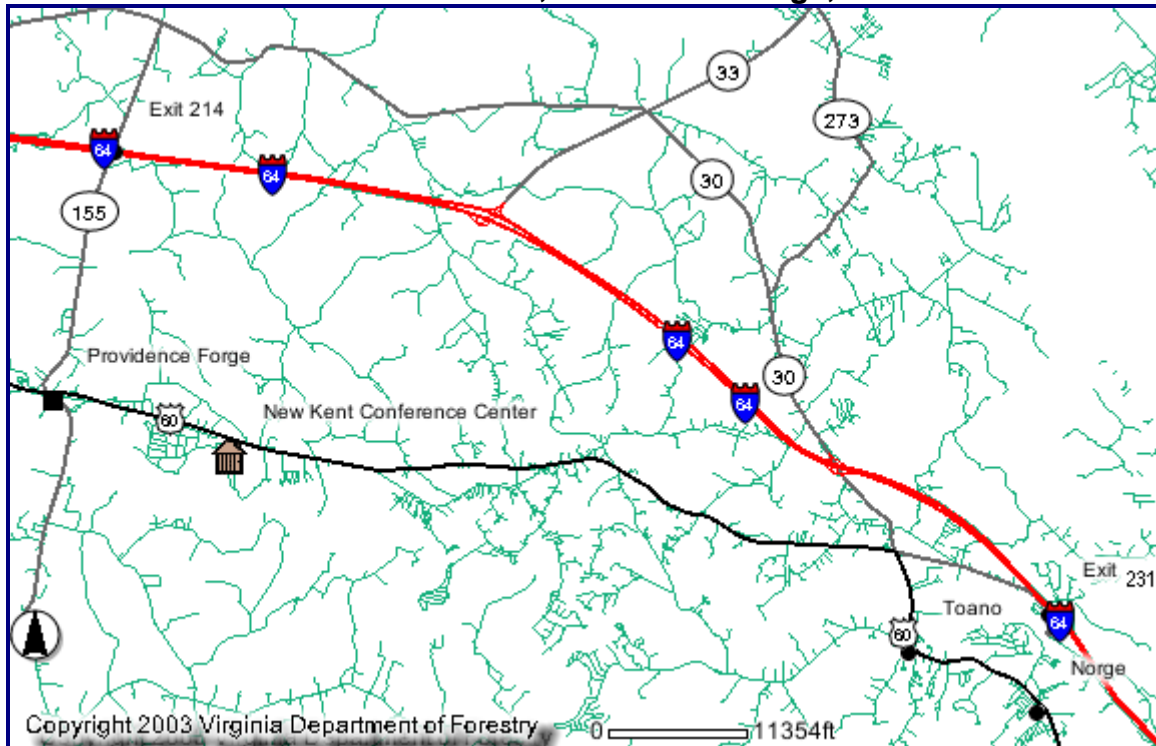 33
Exit 214
273
64
64
30
155
64
Providence Forge
30
64
New Kent Conference Center
60
Exit 231
Toano
60
64
Norge
Copyright 2003 Virginia Department of Forestry
0 11354ft